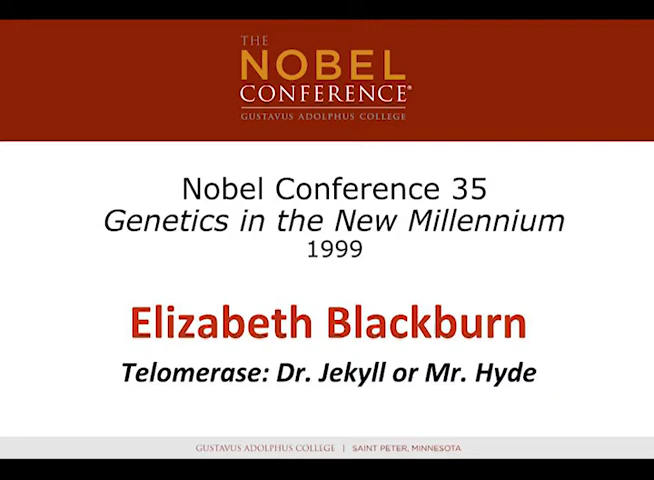 THE
NOBEL
CONFERENCE®
GUSTAVUS ADOLPHUS COLLEGE
Nobel Conference 35
Genetics in the New Millennium
1999
Elizabeth Blackburn
Telomerase: Dr. Jekyll or Mr. Hyde
GUSTAVUS ADOLPHUS COLLEGE | SAINT PETER, MINNESOTA